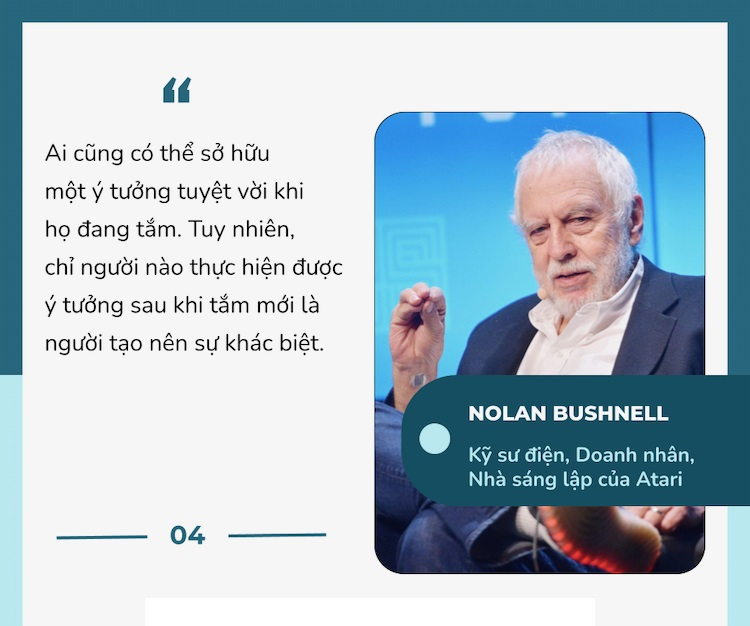 “
Ai cũng có thể sở hữu
một ý tưởng tuyệt vời khi
họ đang tắm. Tuy nhiên,
chỉ người nào thực hiện được
ý tưởng sau khi tắm mới là
người tạo nên sự khác biệt.
NOLAN BUSHNELL
Kỹ sư điện, Doanh nhân,
Nhà sáng lập của Atari
04